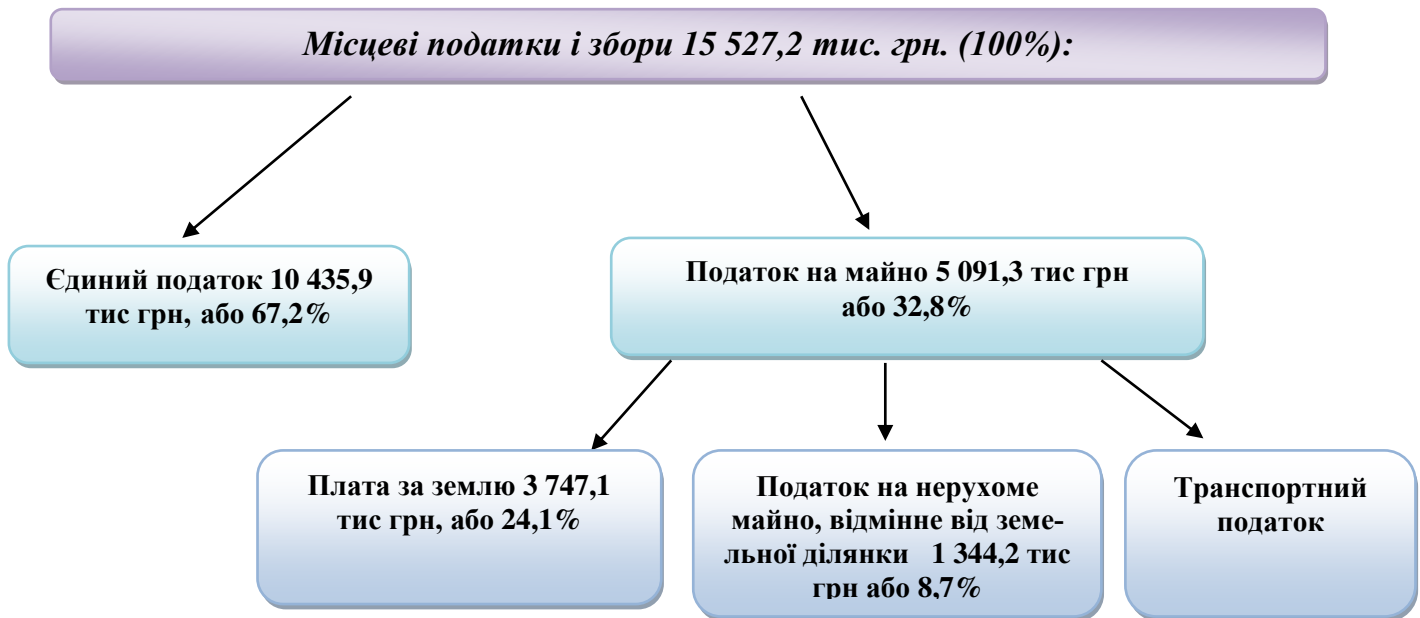 Місцеві податки і збори 15 527,2 тис. грн. (100%):
Єдиний податок 10 435,9
тис грн, або 67,2%
Податок на майно 5 091,3 тис грн
або 32,8%
Плата за землю 3 747,1
тис грн, або 24,1%
Податок на нерухоме
майно, відмінне від земе-
льної ділянки 1 344,2 тис
грн або 8,7%
Транспортний
податок